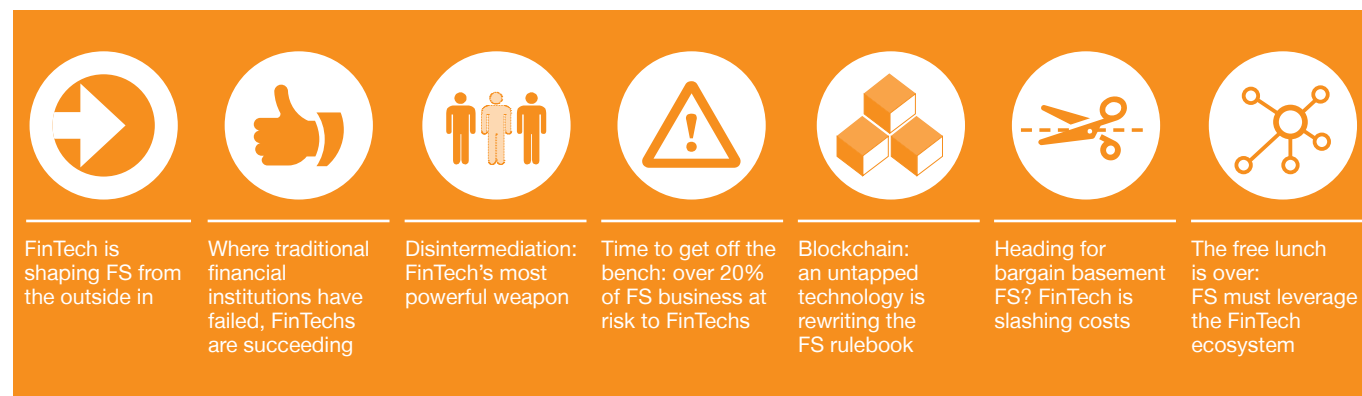 FinTech is
shaping FS from
the outside in
Where traditional
financial
institutions have
failed, FinTechs
are succeeding
Disintermediation:
FinTech’s most
powerful weapon
Time to get off the
bench: over 20%
of FS business at
risk to FinTechs
Blockchain:
an untapped
technology is
rewriting the
FS rulebook
Heading for
bargain basement
FS? FinTech is
slashing costs
The free lunch
is over:
FS must leverage
the FinTech
ecosystem